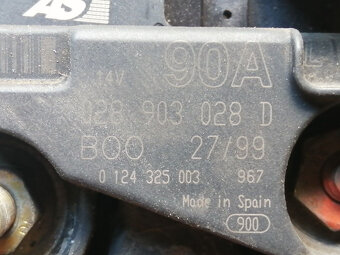 14V 90A
028 903 028 D
BOO 27/99
0 124 325 003 967
Made in Spain
900